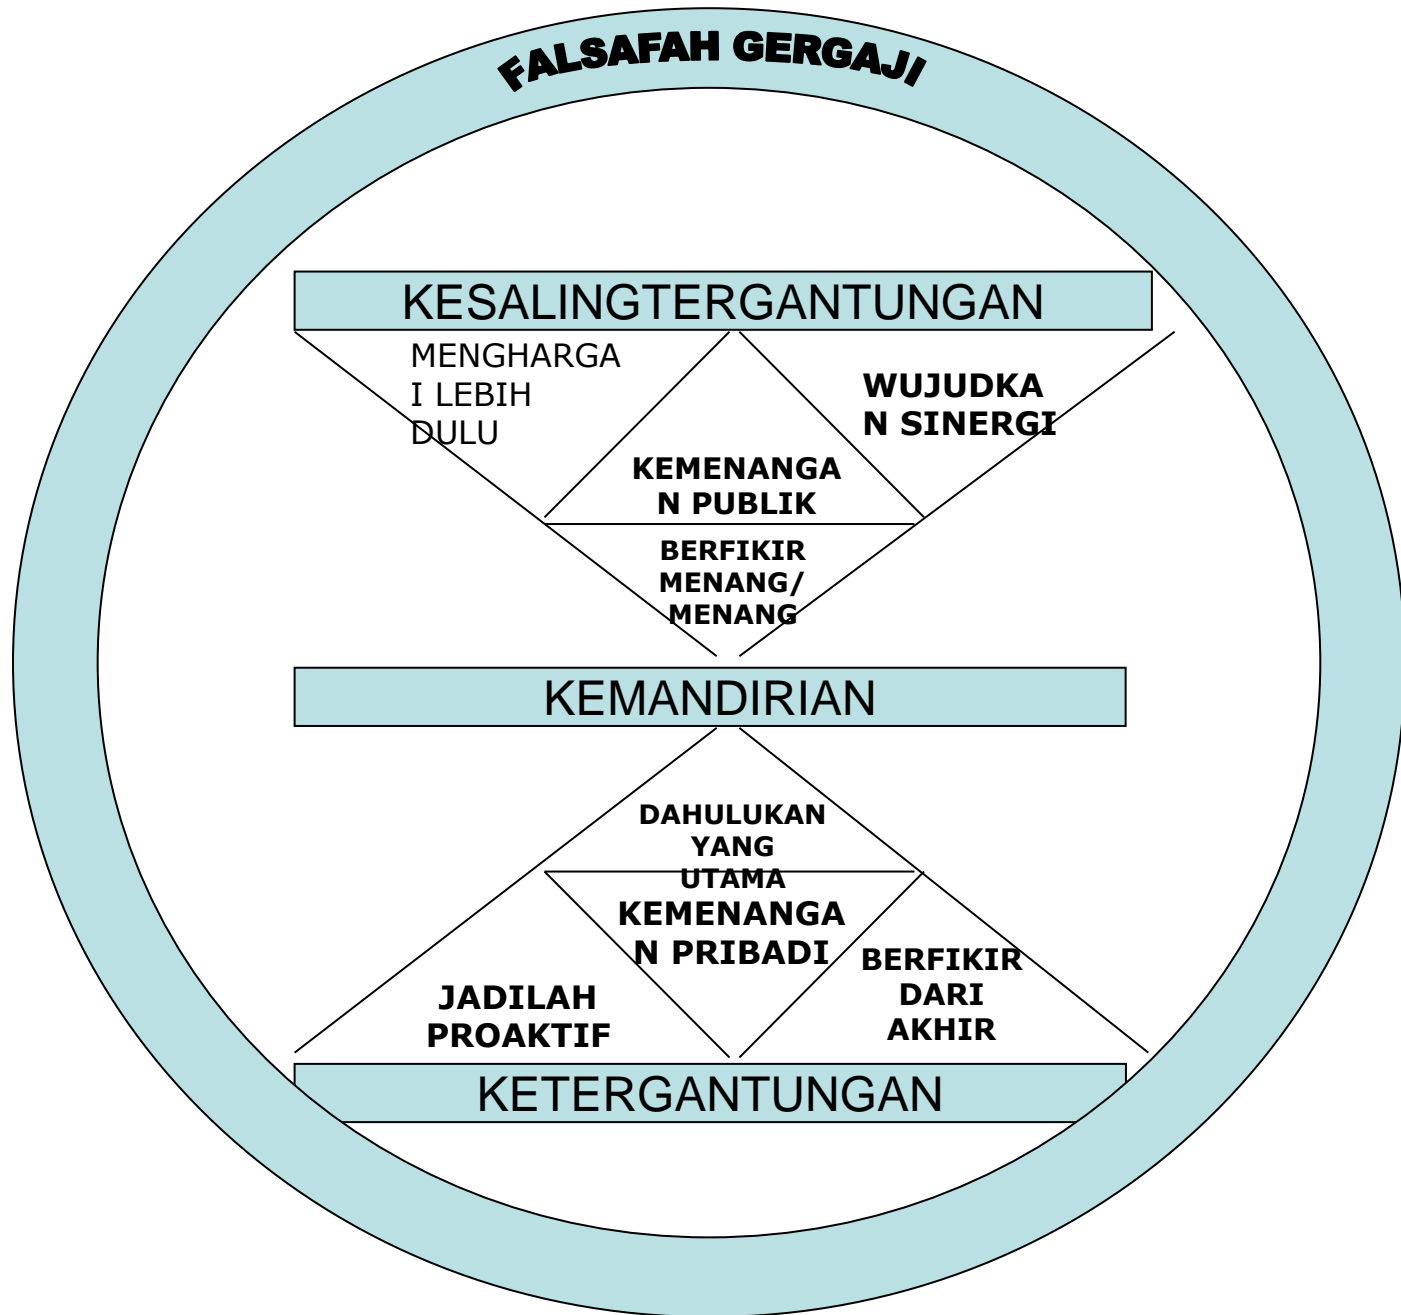 FALSAFAH GERGAJI
KESALINGTERGANTUNGAN
MENGHARGA
I LEBIH
DULU
WUJUDKA
N SINERGI
KEMENANGA
N PUBLIK
BERFIKIR
MENANG/
MENANG
KEMANDIRIAN
DAHULUKAN
YANG
UTAMA
KEMENANGA
N PRIBADI
JADILAH
PROAKTIF
BERFIKIR
DARI
AKHIR
KETERGANTUNGAN